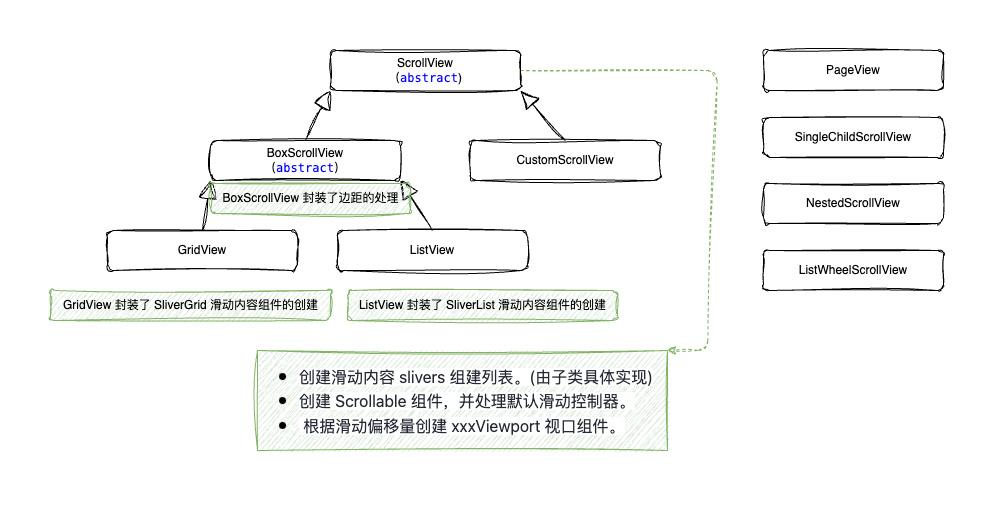 ScrollView
(abstract)
PageView
SingleChildScrollView
BoxScrollView
(abstract)
CustomScrollView
BoxScrollView 封装了边距的处理
NestedScrollView
GridView
ListView
ListWheelScrollView
GridView 封装了 SliverGrid 滑动内容组件的创建
ListView 封装了 SliverList 滑动内容组件的创建
• 创建滑动内容 slivers 组建列表。(由子类具体实现)
• 创建 Scrollable 组件，并处理默认滑动控制器。
• 根据滑动偏移量创建 xxxViewport 视口组件。